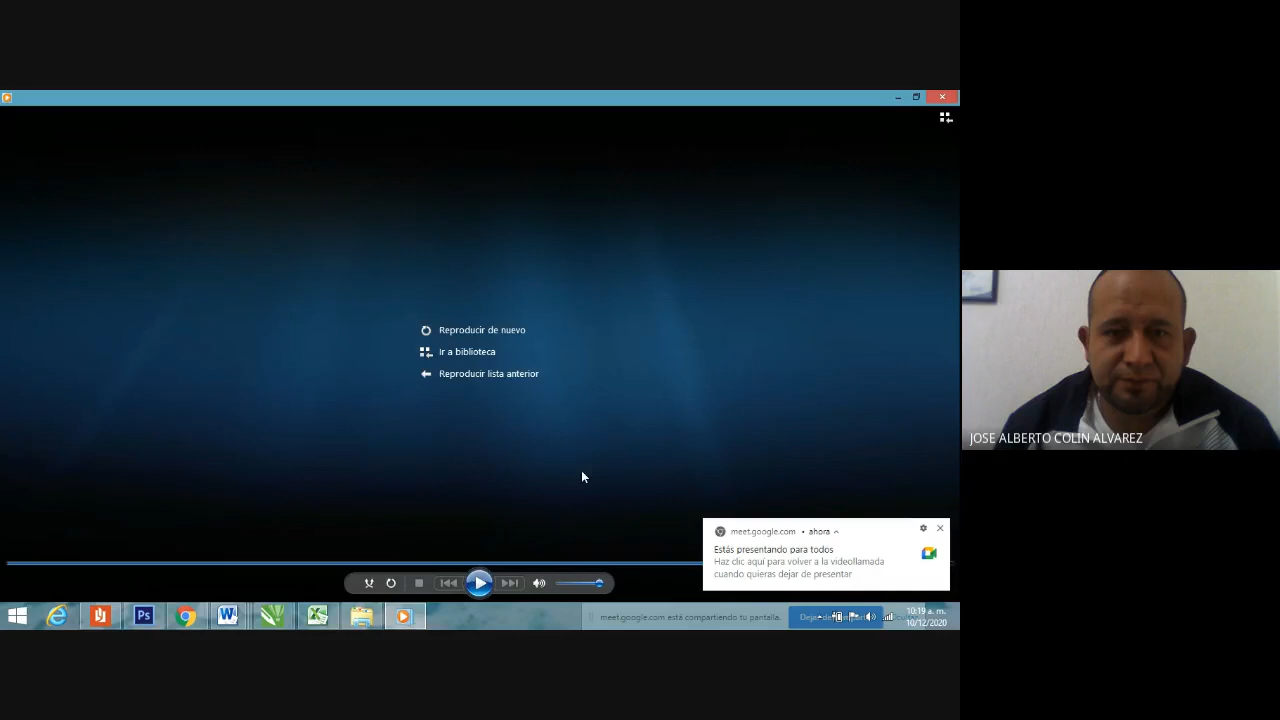 Reproducir de nuevo
Ir a biblioteca
Reproducir lista anterior
JOSE ALBERTO COLIN ALVAREZ
meet.google.com • ahora
Estás presentando para todos
Haz clic aquí para volver a la videollamada
cuando quieras dejar de presentar
meet.google.com está compartiendo tu pantalla.
10:19 a. m.
10/12/2020